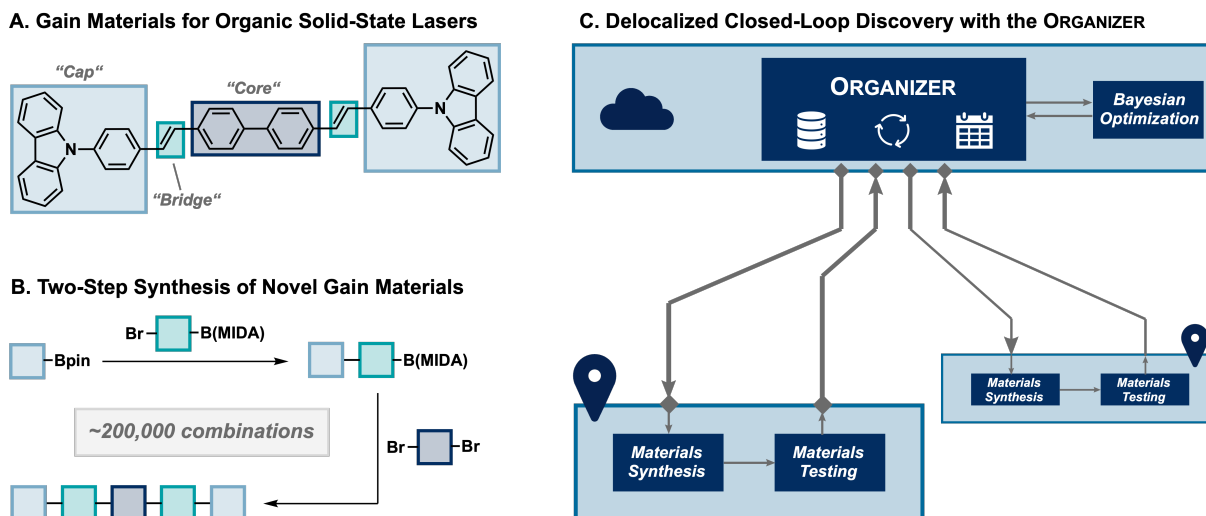 A. Gain Materials for Organic Solid-State Lasers
“Cap“
“Core“
N
N
“Bridge“
B. Two-Step Synthesis of Novel Gain Materials
Br
B(MIDA)
Bpin
B(MIDA)
~200,000 combinations
Br
Br
C. Delocalized Closed-Loop Discovery with the ORGANIZER
ORGANIZER
Bayesian
Optimization
Materials
Synthesis
Materials
Testing
Materials
Synthesis
Materials
Testing